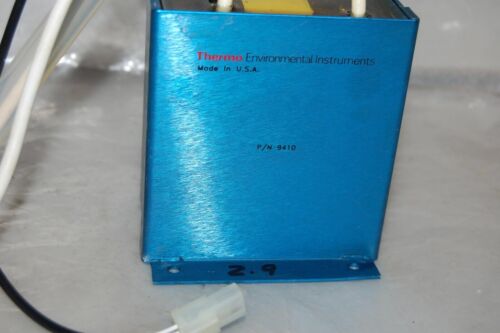 Thermo Environmental Instruments
Made in U.S.A.
P/N 9410
2.9